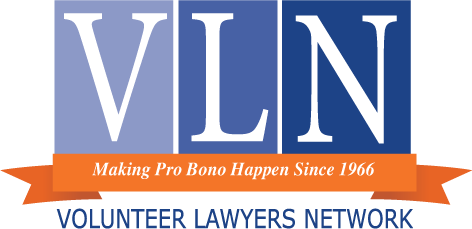 VLN
Making Pro Bono Happen Since 1966
VOLUNTEER LAWYERS NETWORK